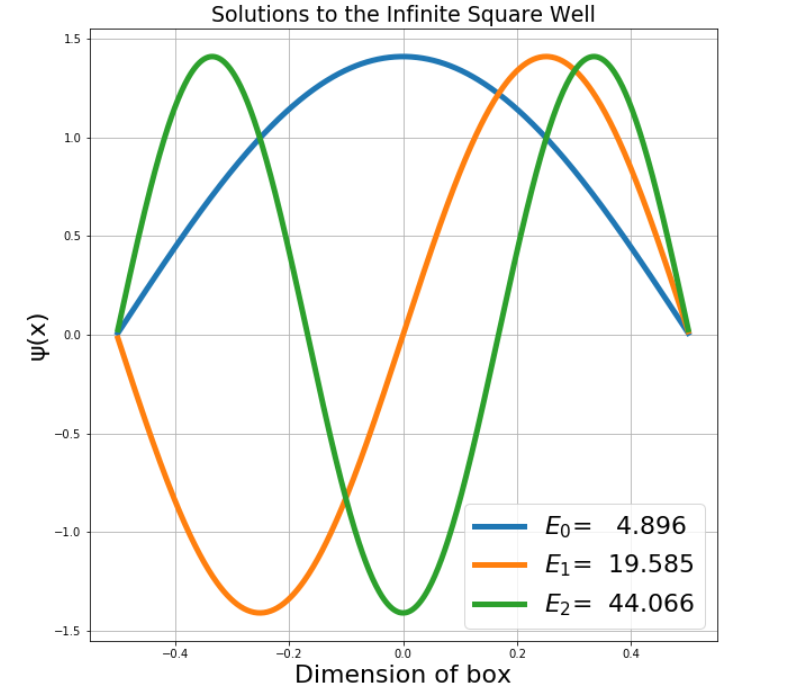 Solutions to the Infinite Square Well
1.5
1.0
0.5
0.0
−0.5
−1.0
−1.5
ψ(x)
E₀= 4.896
E₁= 19.585
E₂= 44.066
−0.4 −0.2 0.0 0.2 0.4
Dimension of box